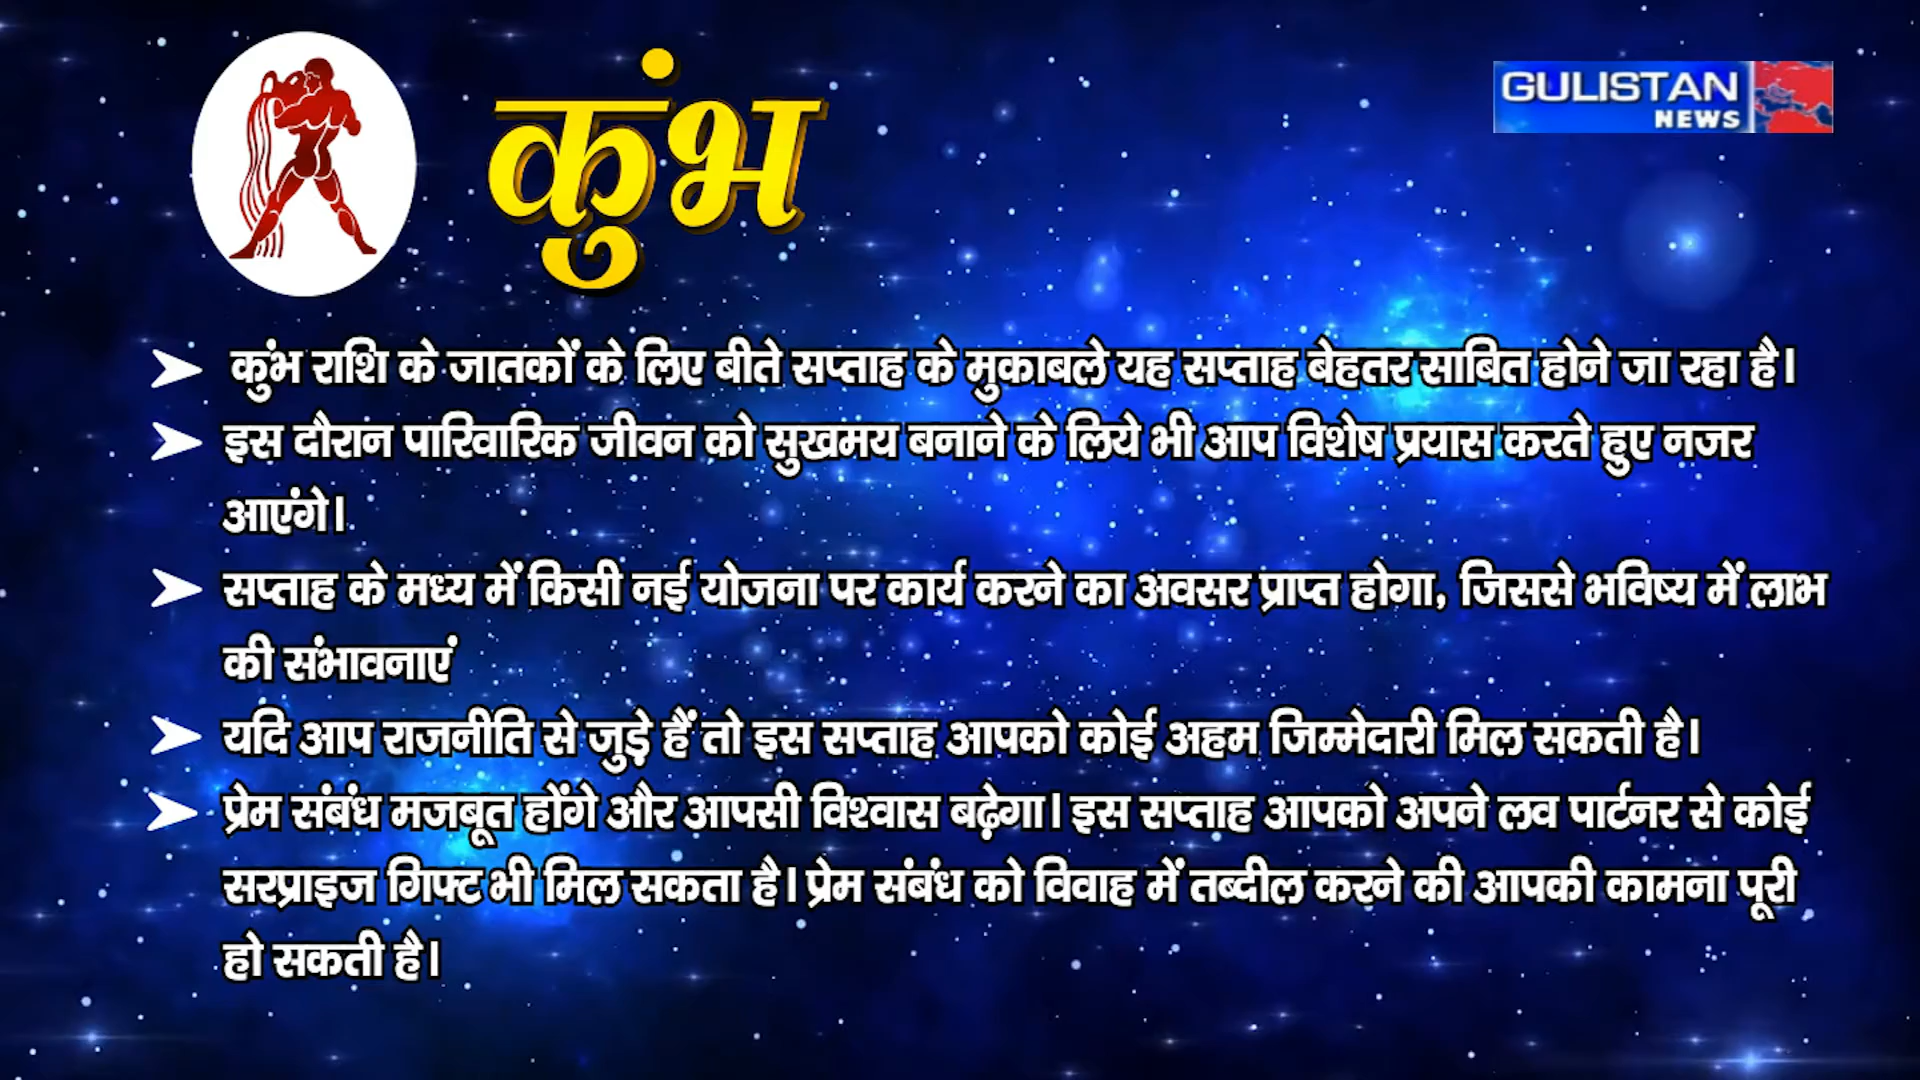 कुंभ
GULISTAN
NEWS
कुंभ राशि के जातकों के लिए बीते सप्ताह के मुकाबले यह सप्ताह बेहतर साबित होने जा रहा है।
इस दौरान पारिवारिक जीवन को सुखमय बनाने के लिये भी आप विशेष प्रयास करते हुए नजर
आएंगे।
सप्ताह के मध्य में किसी नई योजना पर कार्य करने का अवसर प्राप्त होगा, जिससे भविष्य में लाभ
की संभावनाएं
यदि आप राजनीति से जुड़े हैं तो इस सप्ताह आपको कोई अहम जिम्मेदारी मिल सकती है।
प्रेम संबंध मजबूत होंगे और आपसी विश्वास बढ़ेगा। इस सप्ताह आपको अपने लव पार्टनर से कोई
सरप्राइज गिफ्ट भी मिल सकता है। प्रेम संबंध को विवाह में तब्दील करने की आपकी कामना पूरी
हो सकती है।